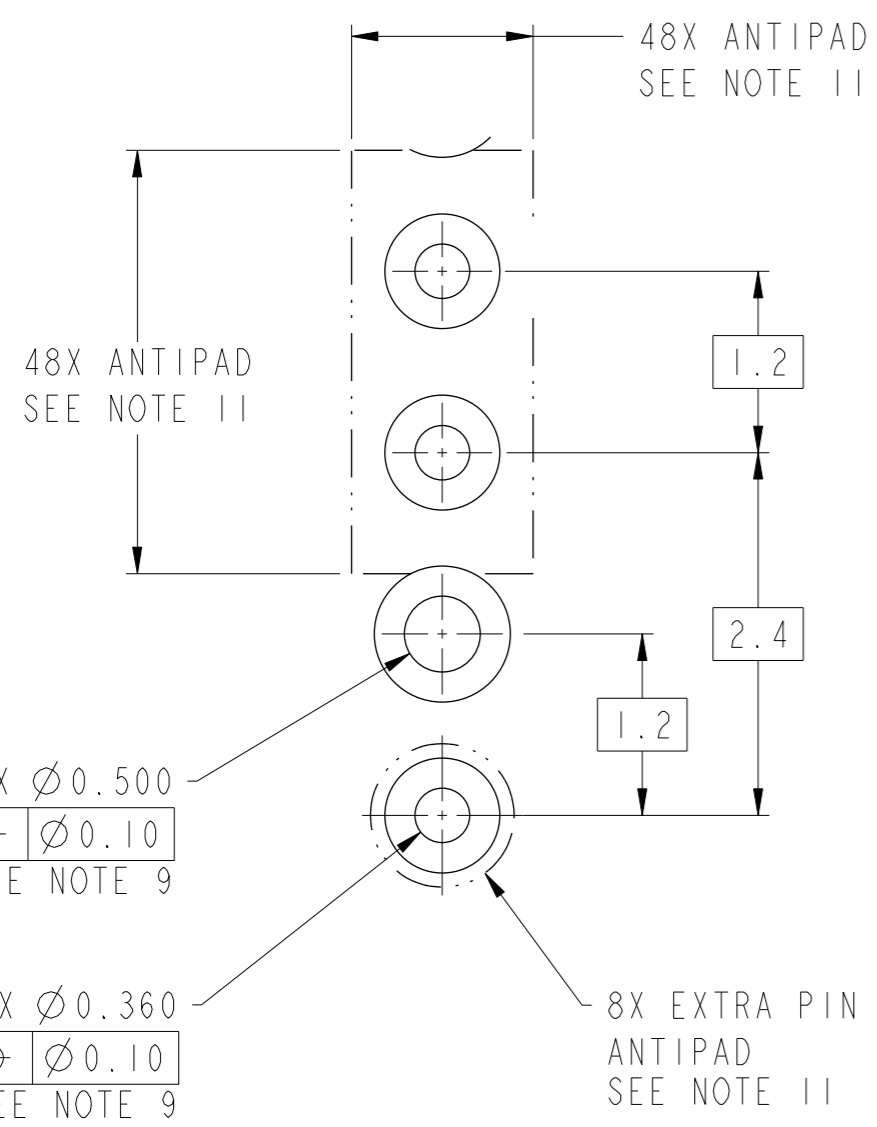 48X ANTIPAD
SEE NOTE 11
48X ANTIPAD
SEE NOTE 11
1.2
2.4
1.2
X Ø0.500
Ø0.10
E NOTE 9
X Ø0.360
⌖ Ø0.10
EE NOTE 9
8X EXTRA PIN
ANTIPAD
SEE NOTE 11